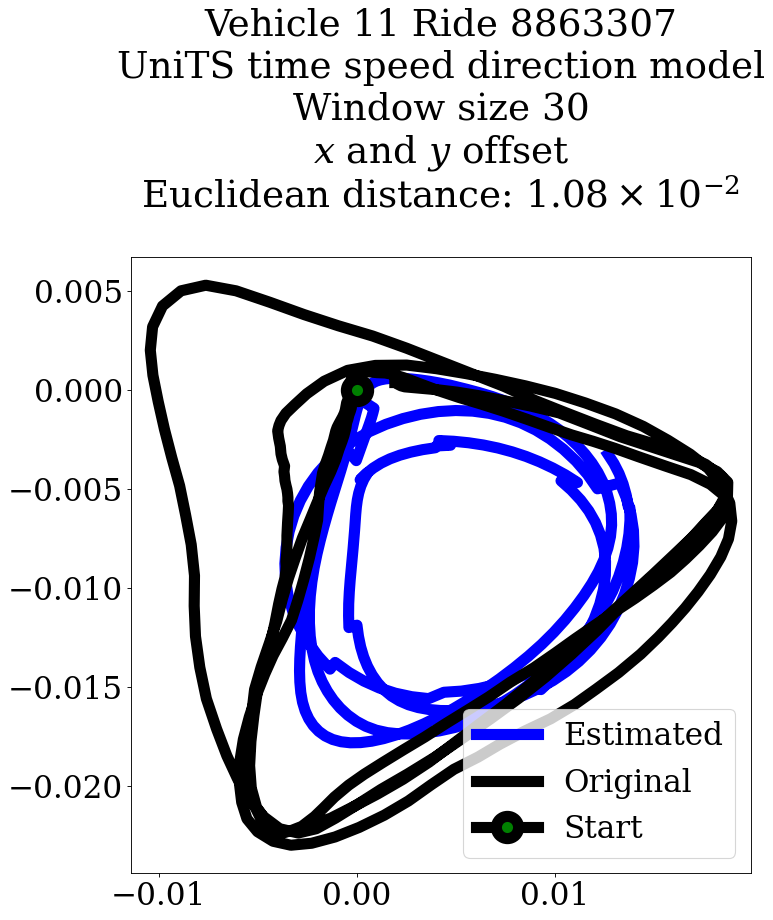 Vehicle 11 Ride 8863307
UniTS time speed direction model
Window size 30
x and y offset
Euclidean distance: 1.08 × 10⁻²
0.005
0.000
−0.005
−0.010
−0.015
−0.020
−0.01 0.00 0.01
Estimated
Original
Start